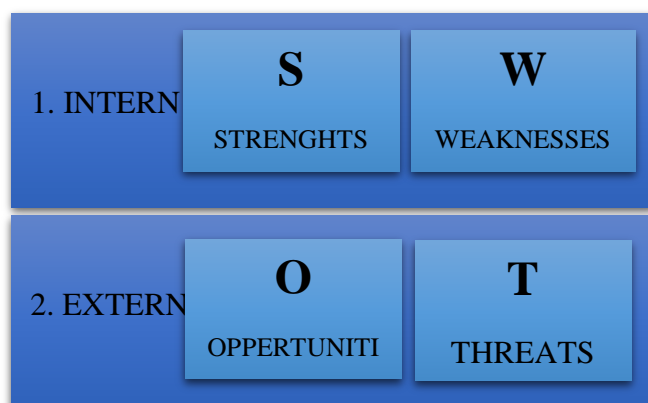 1. INTERN
S
STRENGHTS
W
WEAKNESSES
2. EXTERN
O
OPPERTUNITI
T
THREATS